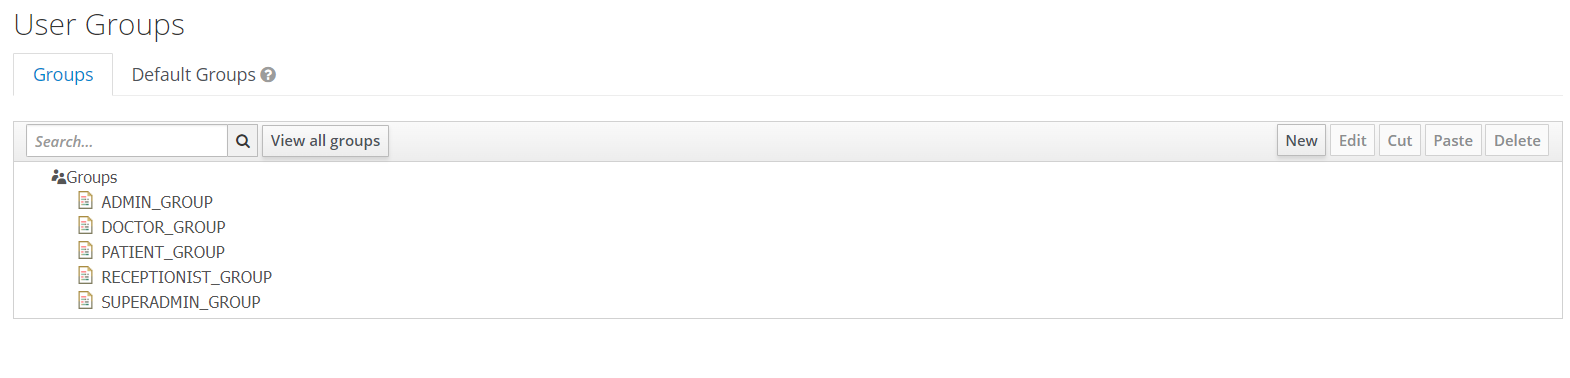 User Groups
Groups Default Groups
Search... View all groups New Edit Cut Paste Delete
Groups
ADMIN_GROUP
DOCTOR_GROUP
PATIENT_GROUP
RECEPTIONIST_GROUP
SUPERADMIN_GROUP